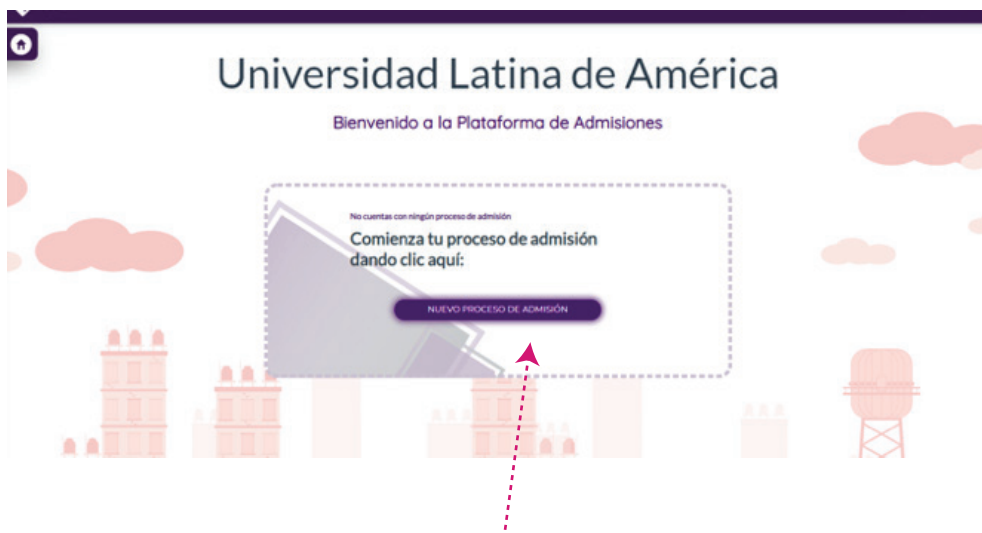 Universidad Latina de América
Bienvenido a la Plataforma de Admisiones
No cuentas con ningún proceso de admisión
Comienza tu proceso de admisión
dando clic aquí:
NUEVO PROCESO DE ADMISIÓN